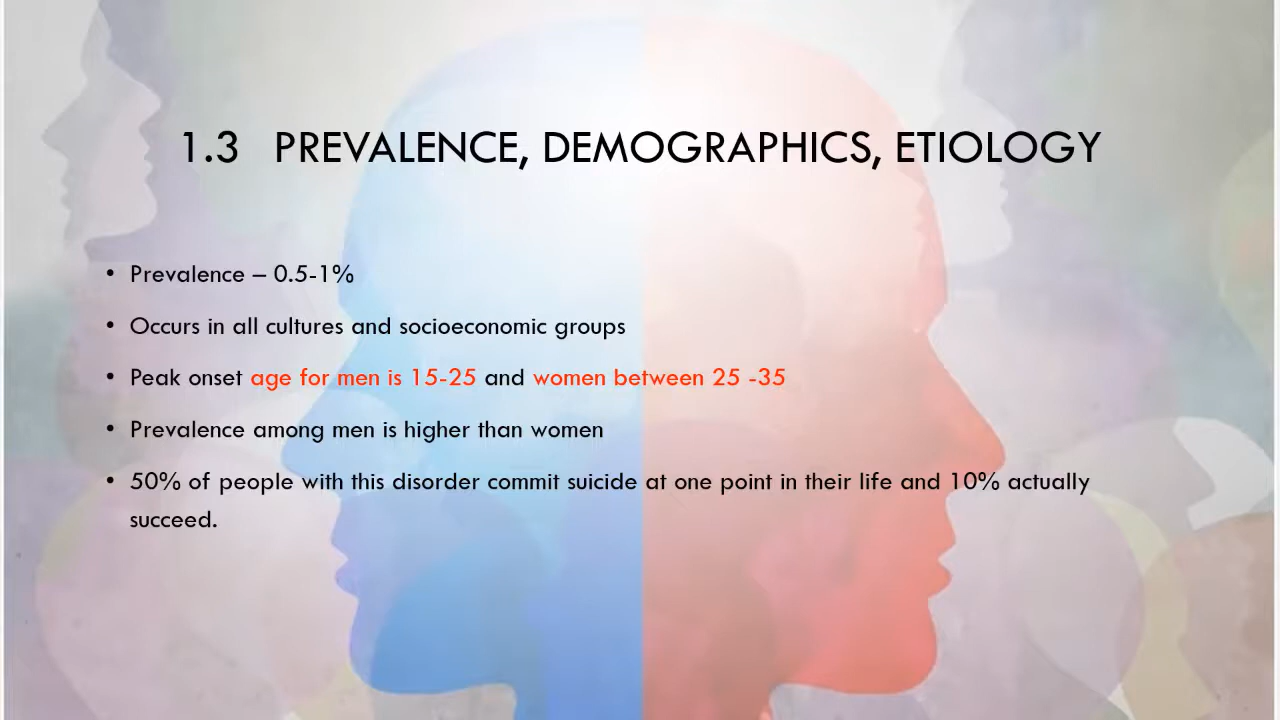 1.3 PREVALENCE, DEMOGRAPHICS, ETIOLOGY
• Prevalence – 0.5-1%
• Occurs in all cultures and socioeconomic groups
• Peak onset age for men is 15-25 and women between 25 -35
• Prevalence among men is higher than women
• 50% of people with this disorder commit suicide at one point in their life and 10% actually
succeed.